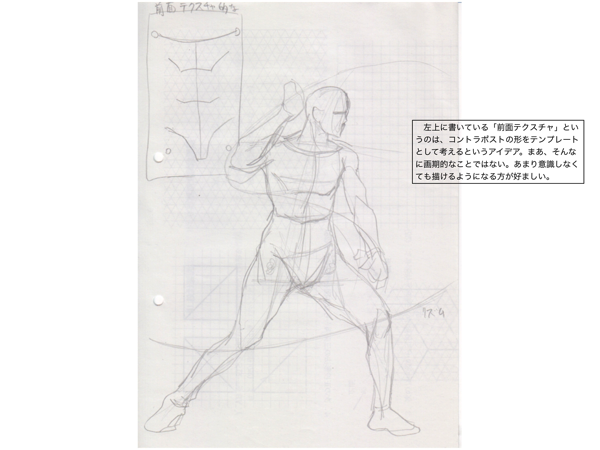 前面テクスチャ的な
　左上に書いている「前面テクスチャ」とい
うのは、コントラポストの形をテンプレート
として考えるというアイデア。まあ、そんな
に画期的なことではない。あまり意識しなく
ても描けるようになる方が好ましい。